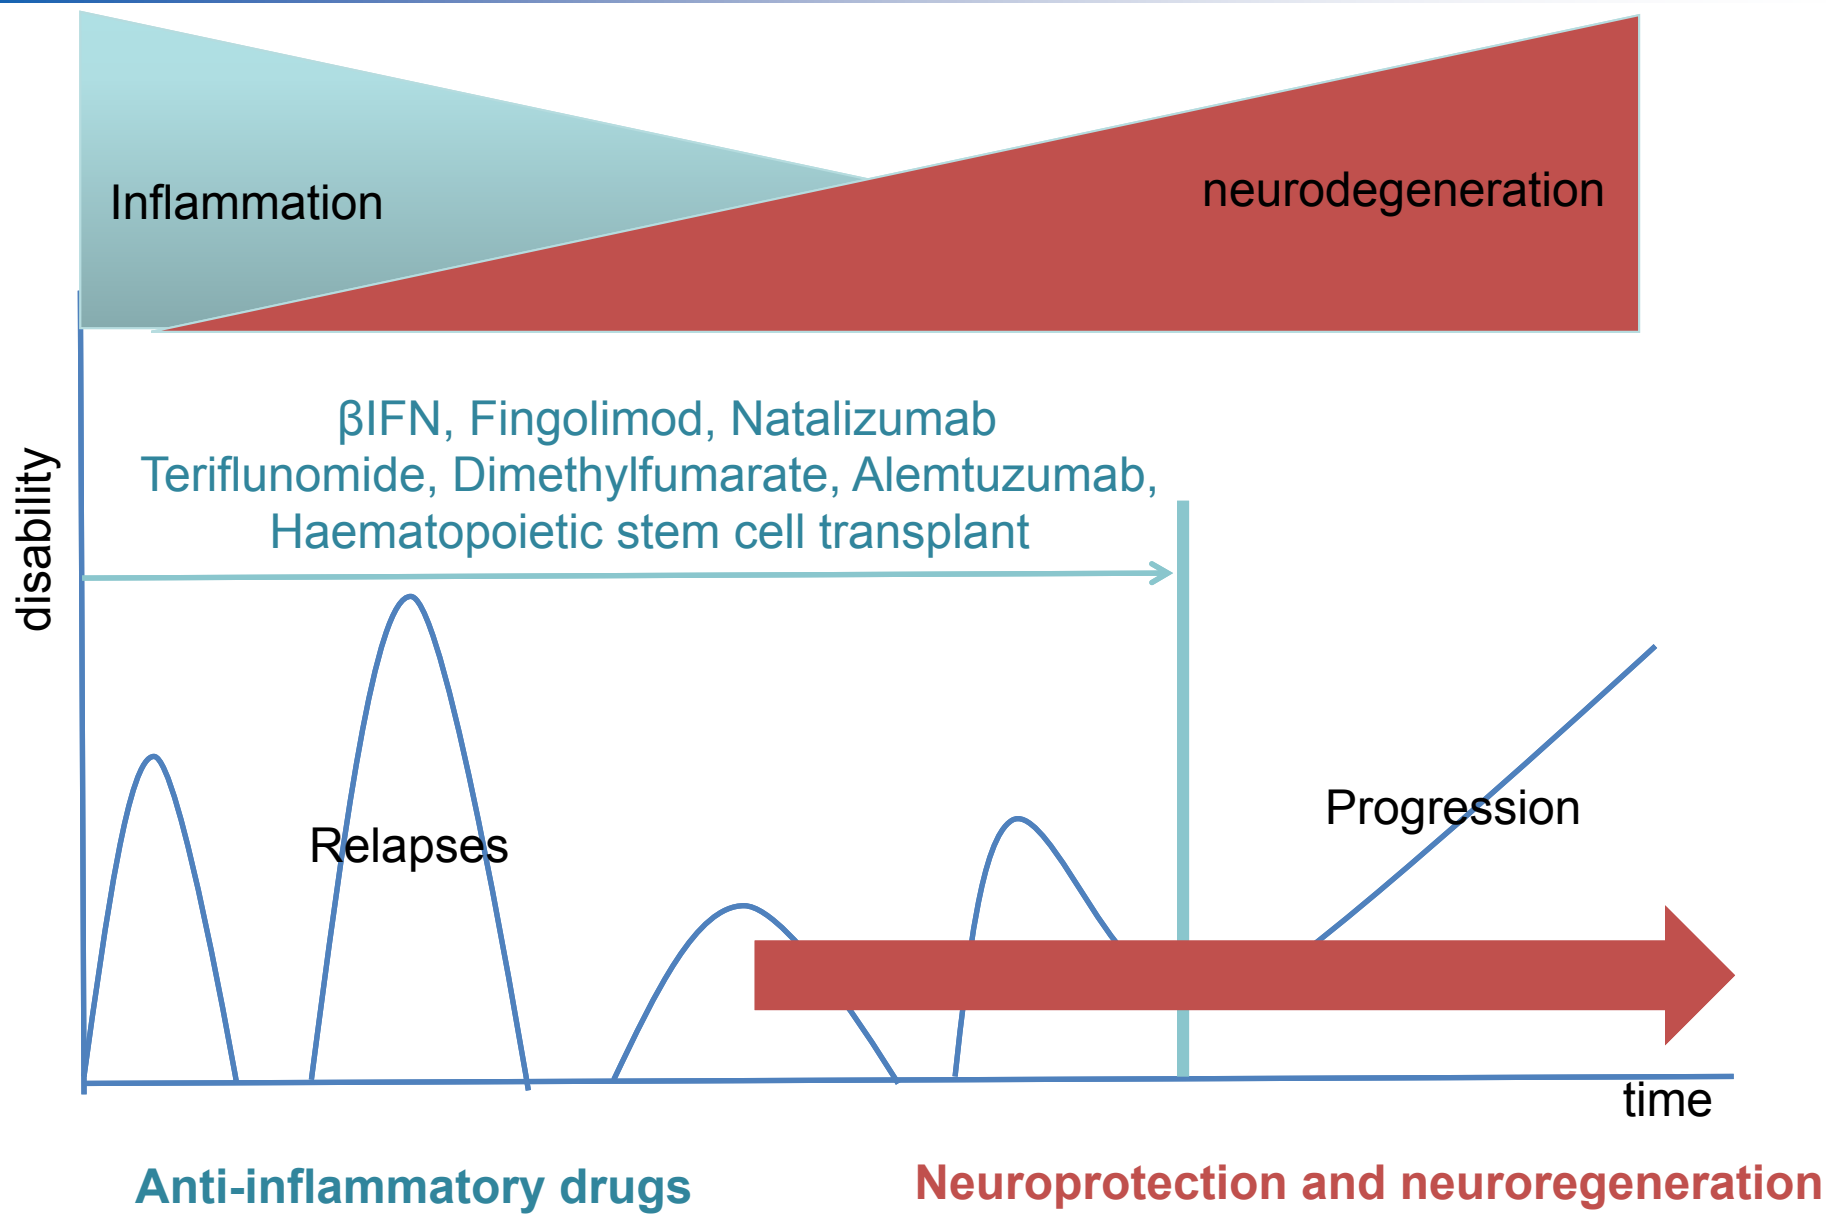 Inflammation
neurodegeneration
βIFN, Fingolimod, Natalizumab
Teriflunomide, Dimethylfumarate, Alemtuzumab,
Haematopoietic stem cell transplant
disability
Relapses
Progression
time
Anti-inflammatory drugs
Neuroprotection and neuroregeneration